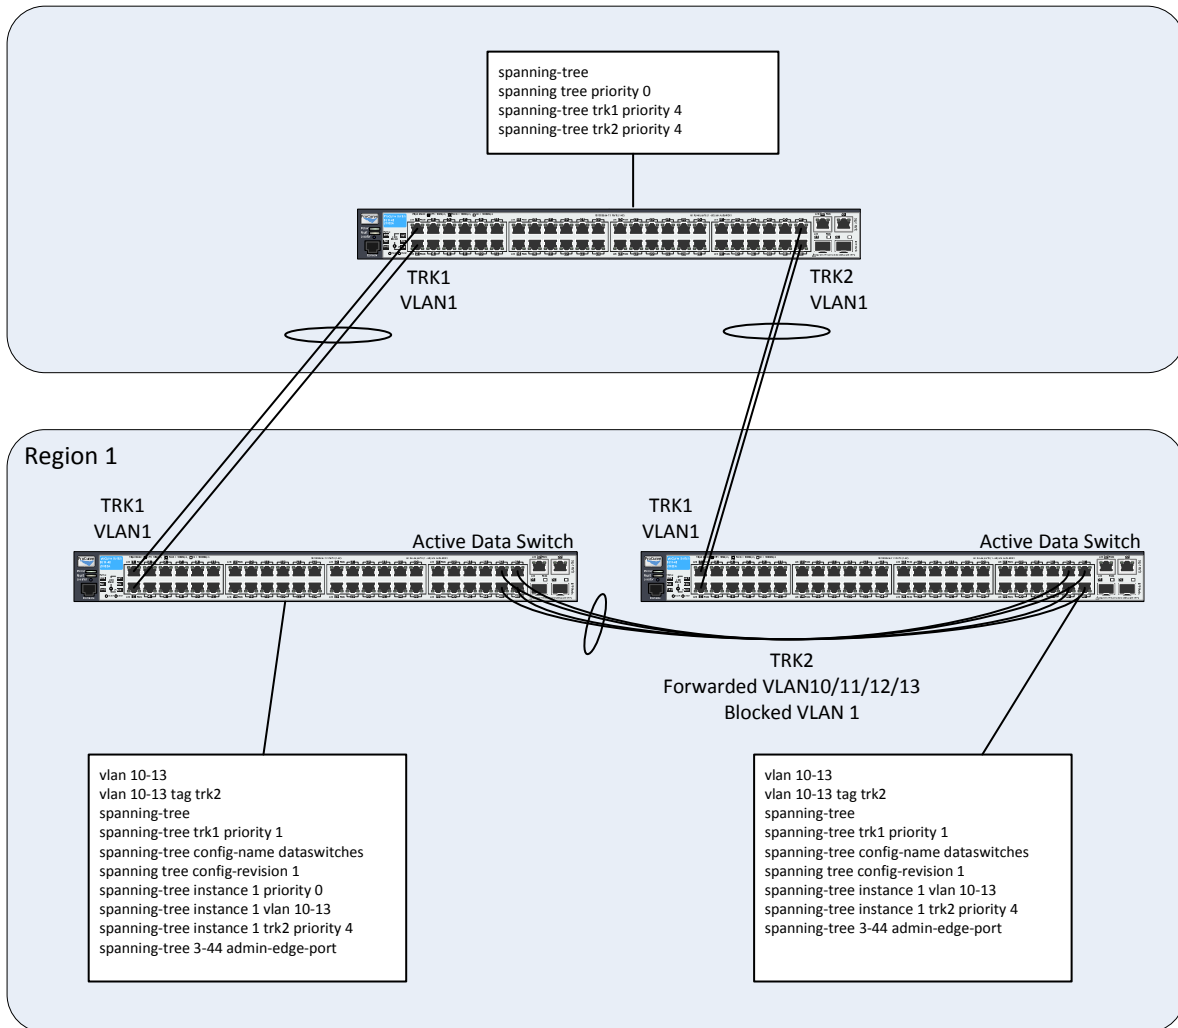 spanning-tree
spanning tree priority 0
spanning-tree trk1 priority 4
spanning-tree trk2 priority 4
TRK1
VLAN1
TRK2
VLAN1
Region 1
TRK1
VLAN1
Active Data Switch
TRK1
VLAN1
Active Data Switch
TRK2
Forwarded VLAN10/11/12/13
Blocked VLAN 1
vlan 10-13
vlan 10-13 tag trk2
spanning-tree
spanning-tree trk1 priority 1
spanning-tree config-name dataswitches
spanning tree config-revision 1
spanning-tree instance 1 priority 0
spanning-tree instance 1 vlan 10-13
spanning-tree instance 1 trk2 priority 4
spanning-tree 3-44 admin-edge-port
vlan 10-13
vlan 10-13 tag trk2
spanning-tree
spanning-tree trk1 priority 1
spanning-tree config-name dataswitches
spanning tree config-revision 1
spanning-tree instance 1 vlan 10-13
spanning-tree instance 1 trk2 priority 4
spanning-tree 3-44 admin-edge-port